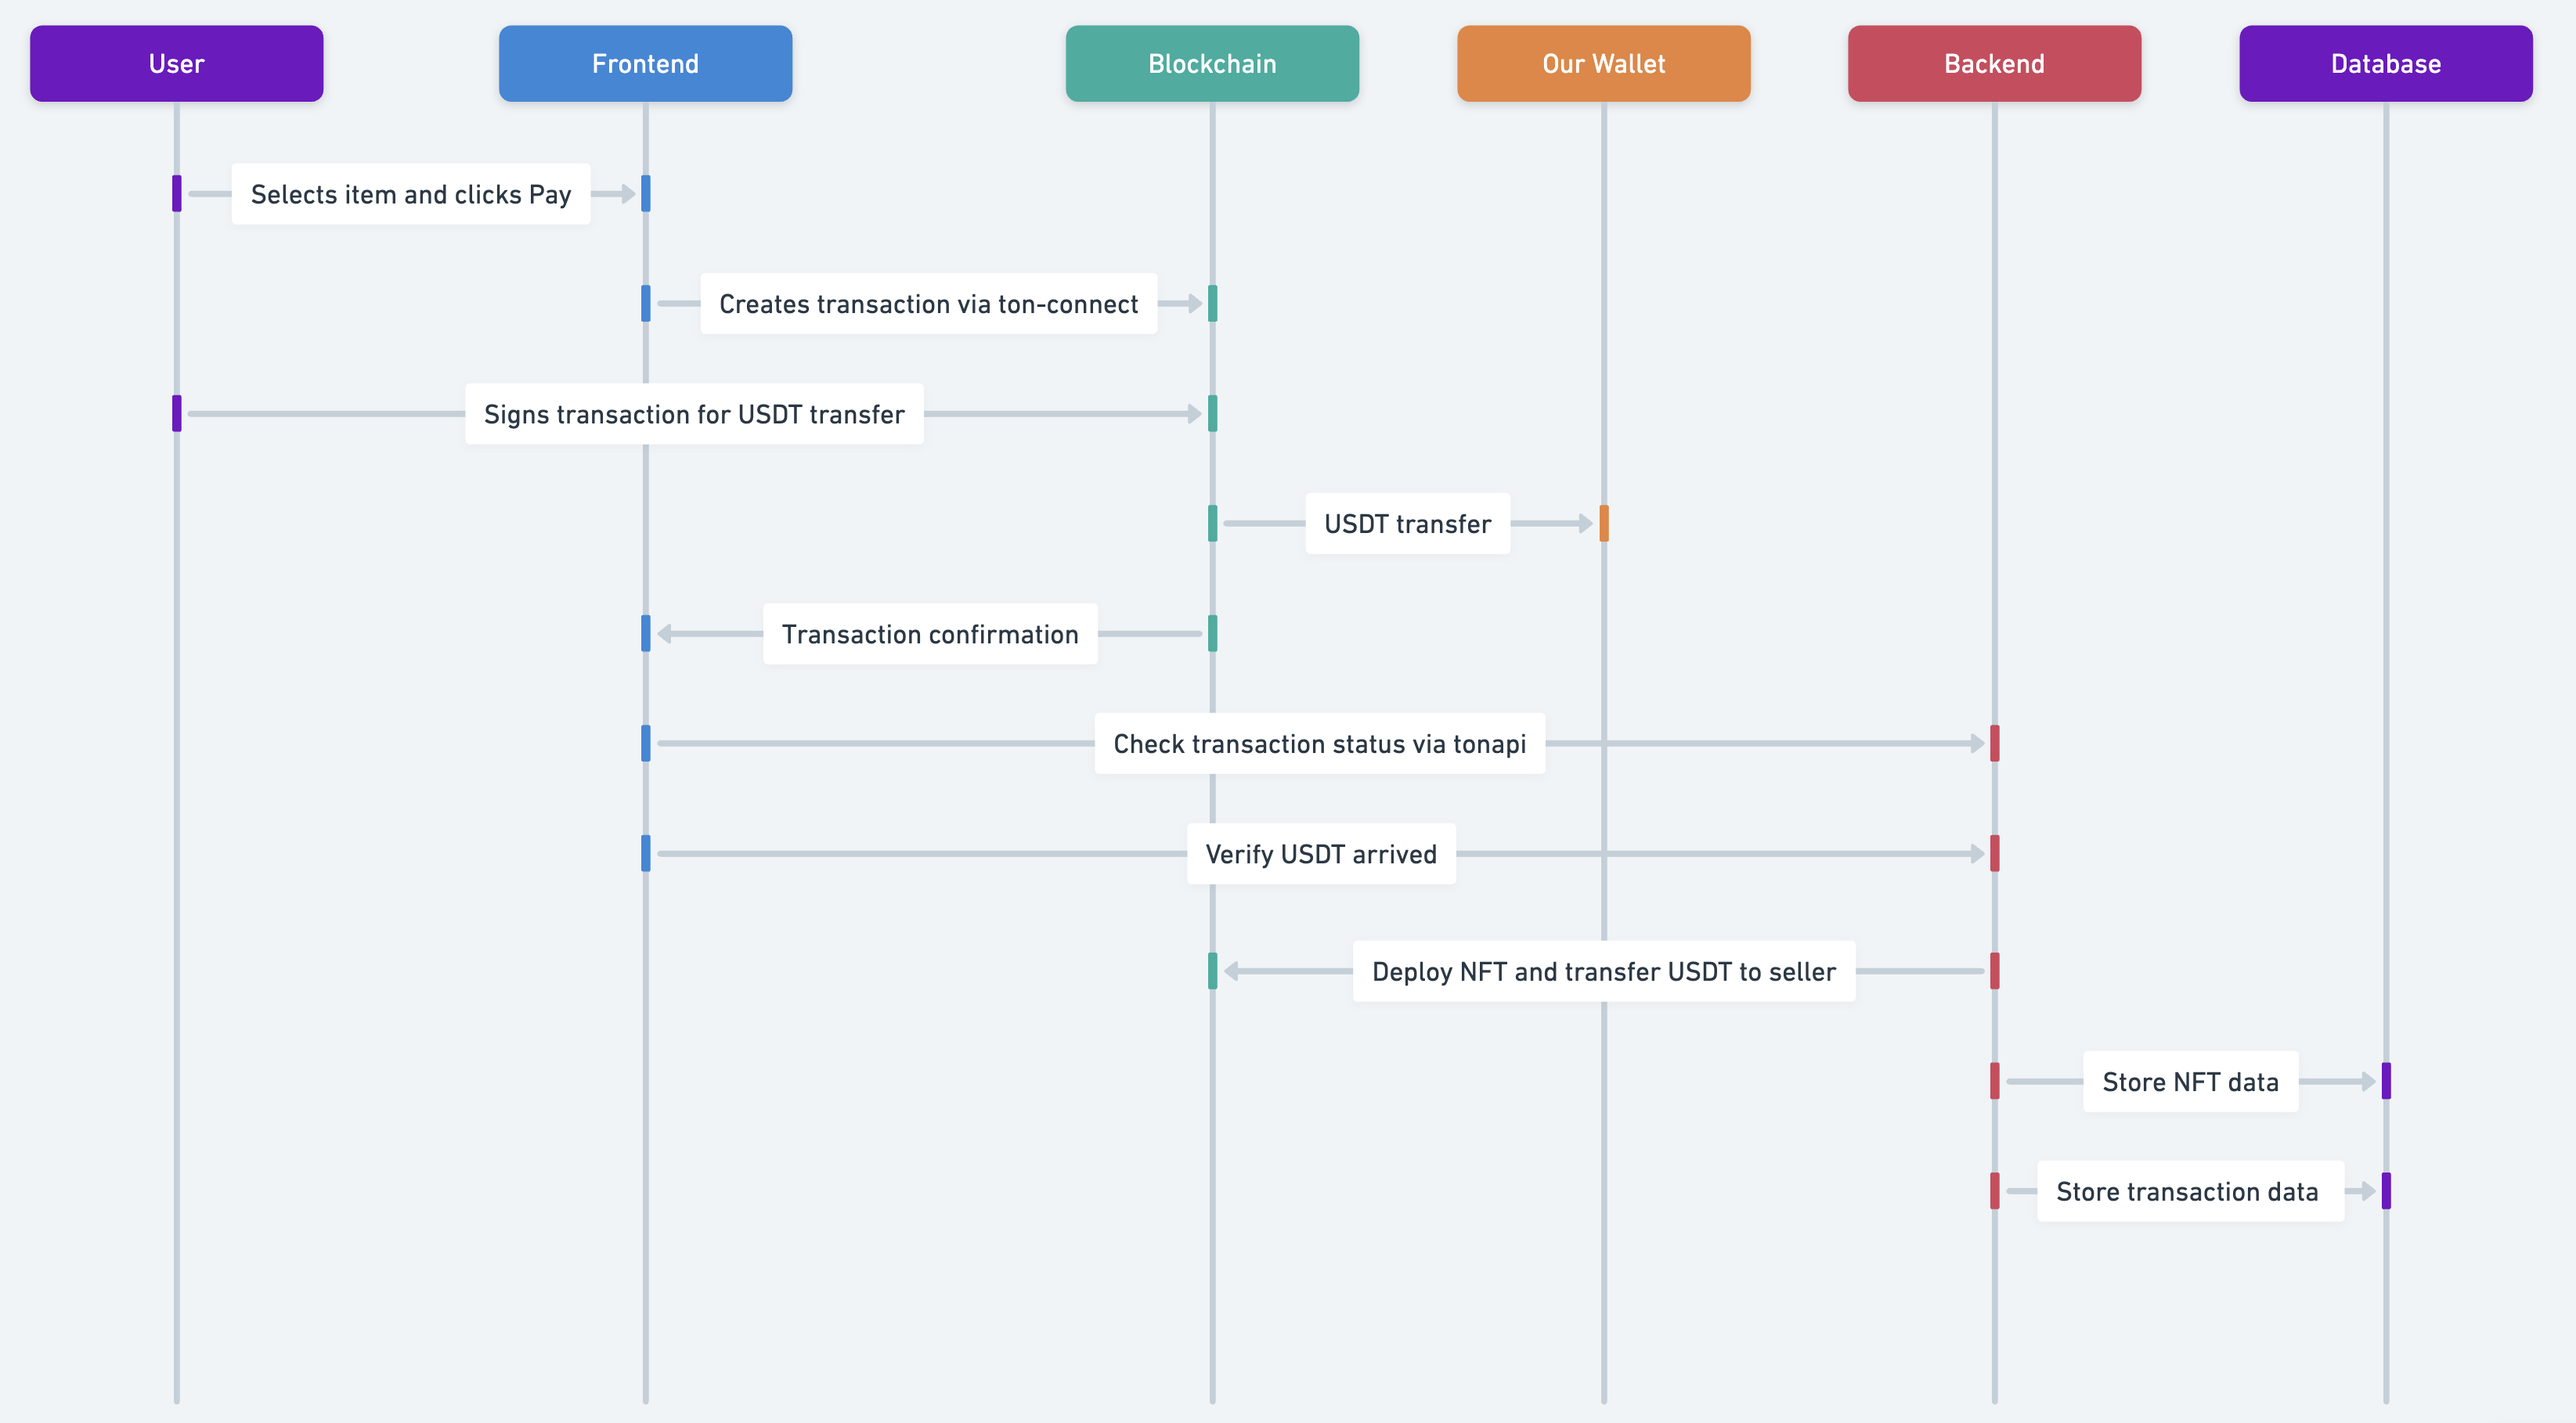 User
Frontend
Blockchain
Our Wallet
Backend
Database
Selects item and clicks Pay
Creates transaction via ton-connect
Signs transaction for USDT transfer
USDT transfer
Transaction confirmation
Check transaction status via tonapi
Verify USDT arrived
Deploy NFT and transfer USDT to seller
Store NFT data
Store transaction data